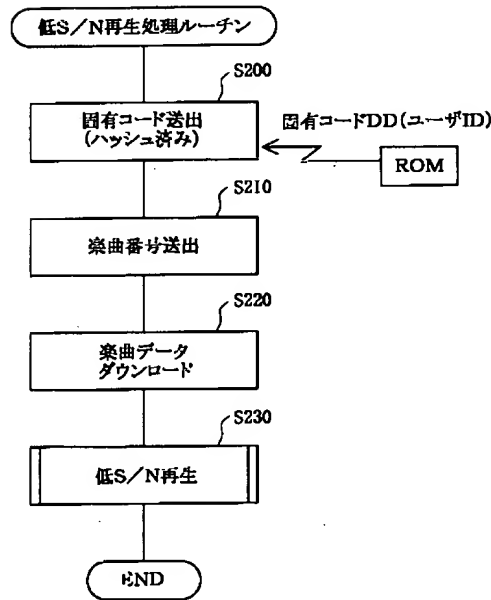 低S／N再生処理ルーチン
S200
固有コード送出
(ハッシュ済み)
固有コードDD(ユーザID)
ROM
S210
楽曲番号送出
S220
楽曲データ
ダウンロード
S230
低S／N再生
END